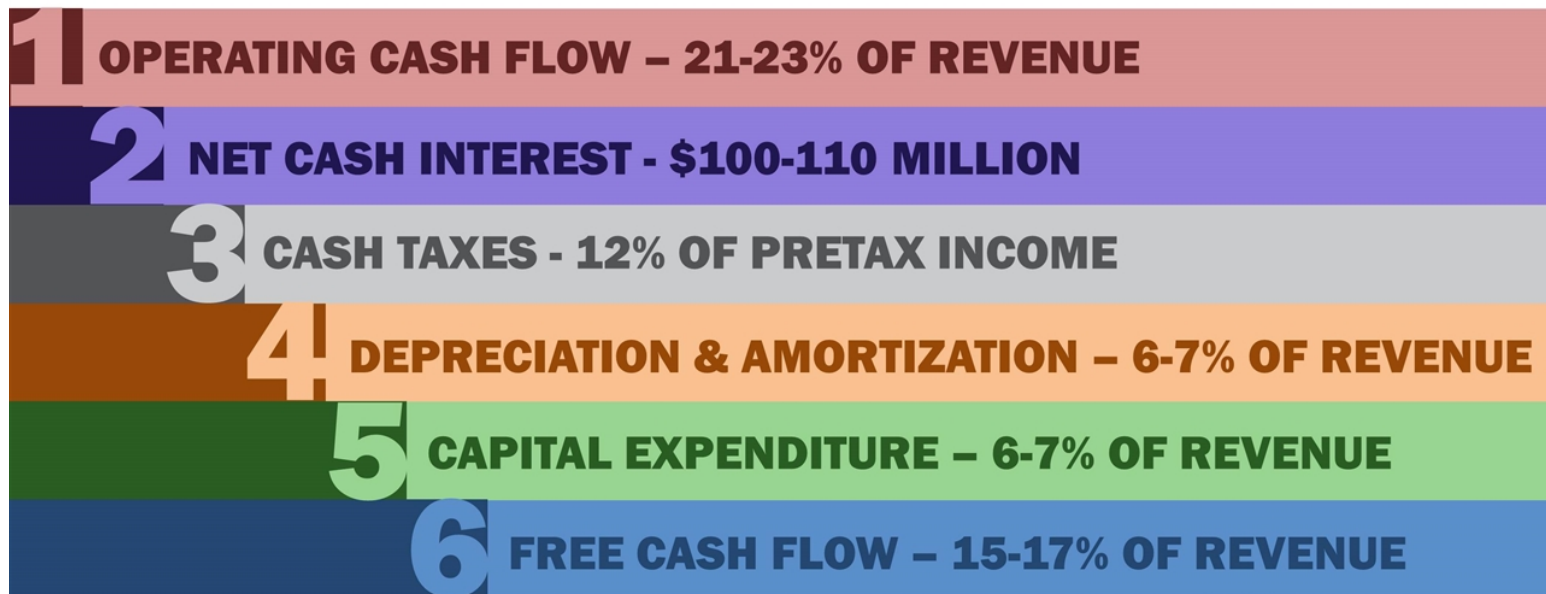 1 OPERATING CASH FLOW – 21-23% OF REVENUE
2 NET CASH INTEREST - $100-110 MILLION
3 CASH TAXES - 12% OF PRETAX INCOME
4 DEPRECIATION & AMORTIZATION – 6-7% OF REVENUE
5 CAPITAL EXPENDITURE – 6-7% OF REVENUE
6 FREE CASH FLOW – 15-17% OF REVENUE